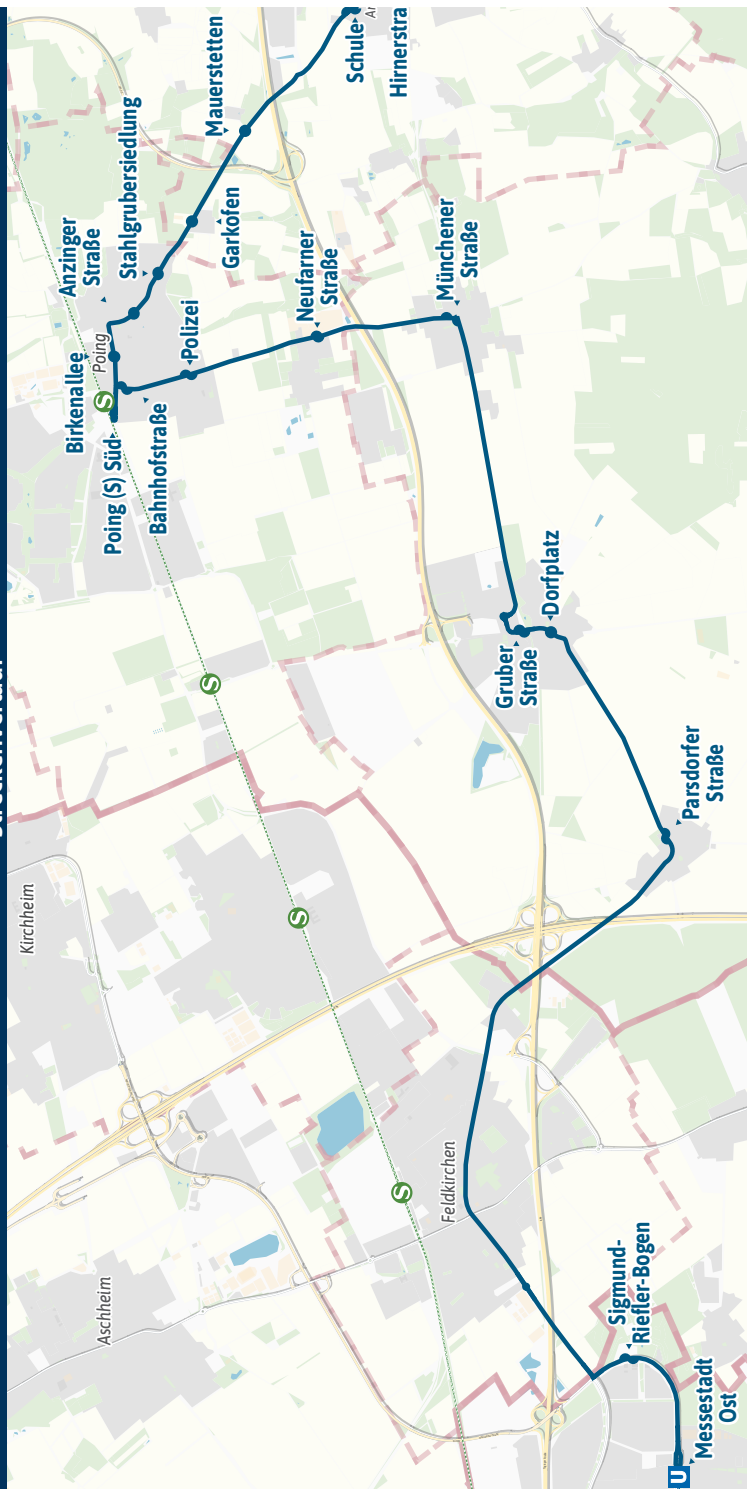 Kirchheim
Aschheim
Feldkirchen
Poing
Messestadt
Ost
Sigmund-
Riefler-Bogen
Parsdorfer
Straße
Gruber
Straße
Dorfplatz
Münchener
Straße
Neufarner
Straße
Polizei
Bahnhofstraße
Poing (S) Süd
Birkenallee
Anzinger
Straße
Stahlgrubersiedlung
Garkofen
Mauerstetten
Schule
Hirnerstra
S
S
S
S
U